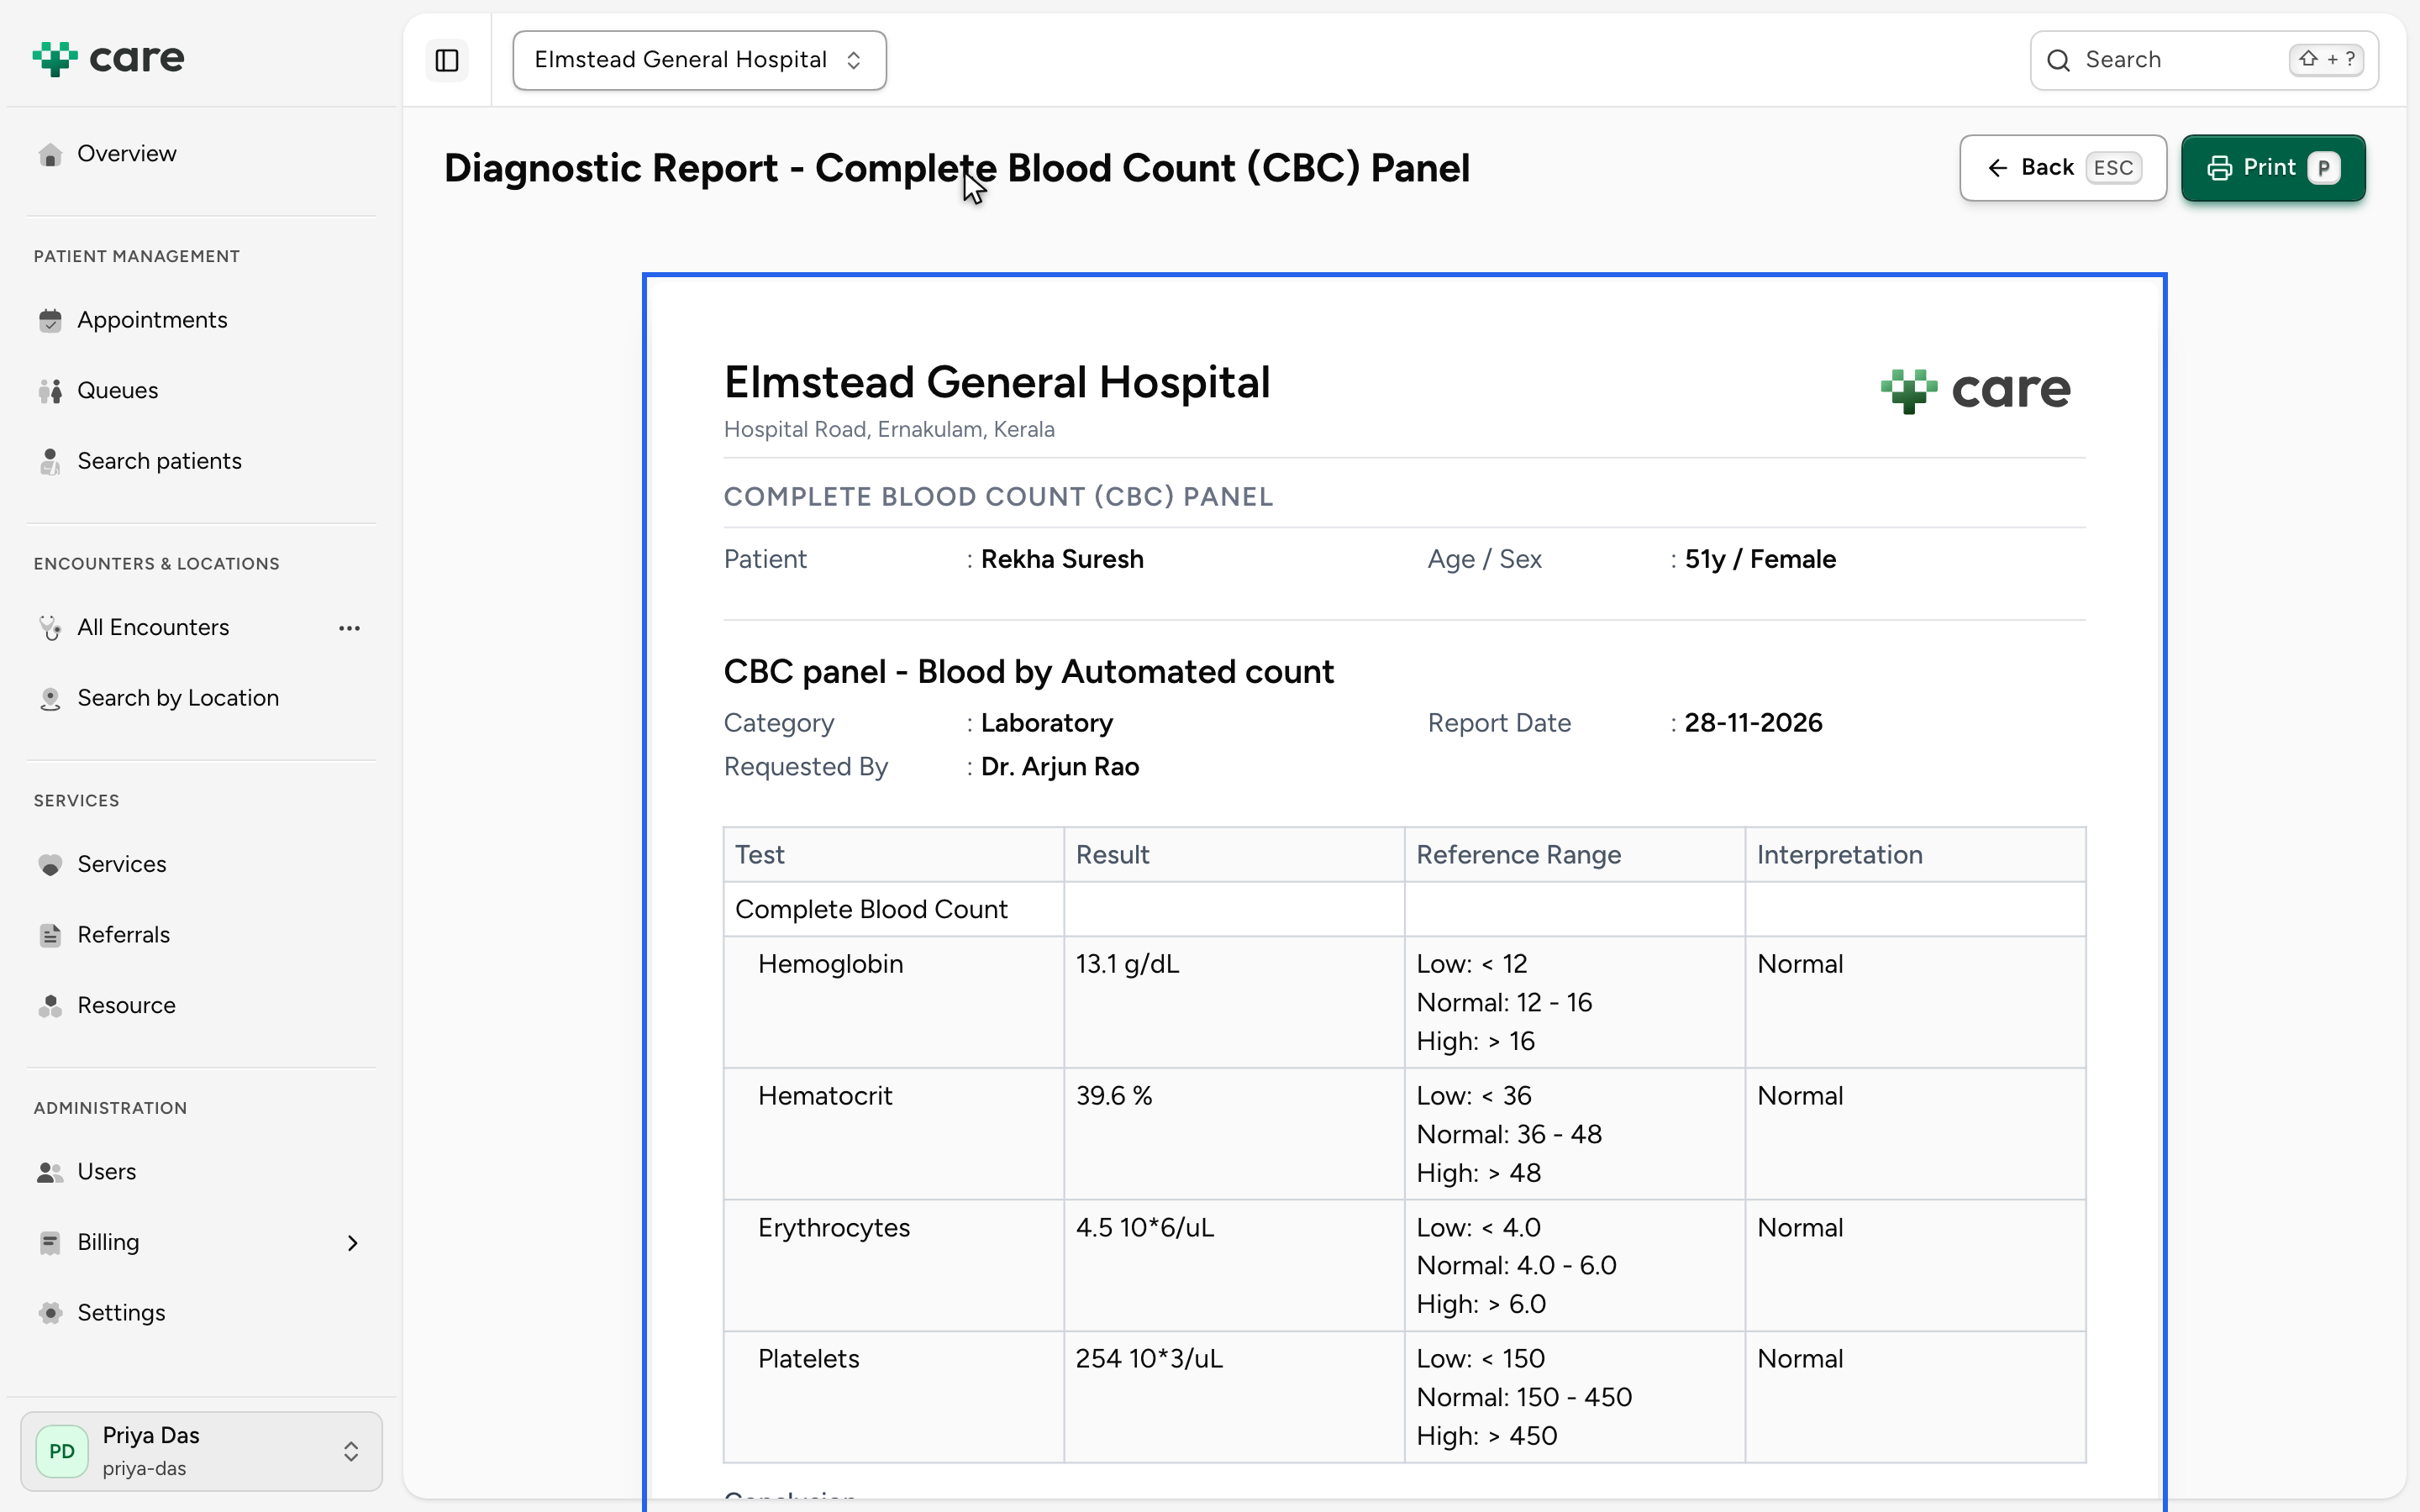 care
Elmstead General Hospital
Search
+ ?
Overview
PATIENT MANAGEMENT
Appointments
Queues
Search patients
ENCOUNTERS & LOCATIONS
All Encounters
Search by Location
SERVICES
Services
Referrals
Resource
ADMINISTRATION
Users
Billing
Settings
PD
Priya Das
priya-das
Diagnostic Report - Complete Blood Count (CBC) Panel
Back ESC
Print P
Elmstead General Hospital
care
Hospital Road, Ernakulam, Kerala
COMPLETE BLOOD COUNT (CBC) PANEL
Patient : Rekha Suresh Age / Sex : 51y / Female
CBC panel - Blood by Automated count
Category : Laboratory Report Date : 28-11-2026
Requested By : Dr. Arjun Rao
Test Result Reference Range Interpretation
Complete Blood Count
Hemoglobin 13.1 g/dL Low: < 12 Normal
Normal: 12 - 16
High: > 16
Hematocrit 39.6 % Low: < 36 Normal
Normal: 36 - 48
High: > 48
Erythrocytes 4.5 10*6/uL Low: < 4.0 Normal
Normal: 4.0 - 6.0
High: > 6.0
Platelets 254 10*3/uL Low: < 150 Normal
Normal: 150 - 450
High: > 450